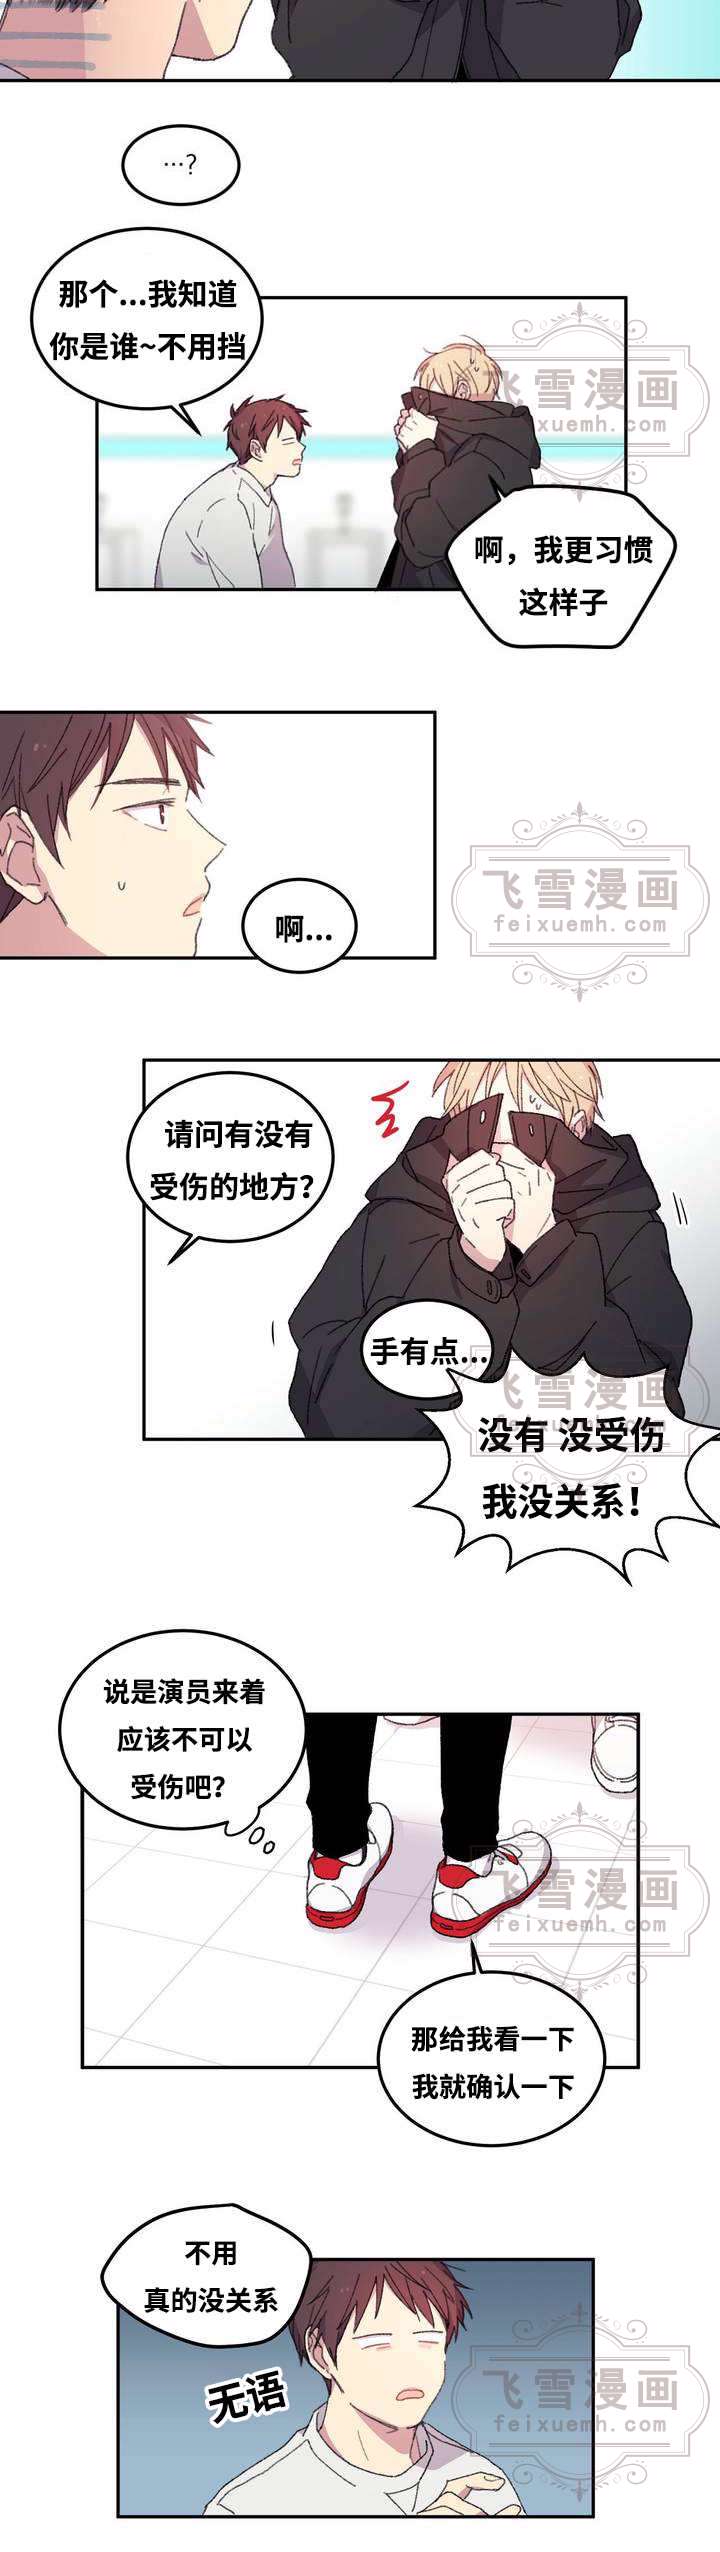 …?
那个...我知道
你是谁~不用挡
飞雪漫画
feixuemh.com
啊，我更习惯
这样子
飞雪漫画
feixuemh.com
啊...
请问有没有
受伤的地方？
手有点...
飞雪漫画
feixuemh.com
没有 没受伤
我没关系！
说是演员来着
应该不可以
受伤吧？
飞雪漫画
feixuemh.com
那给我看一下
我就确认一下
不用
真的没关系
无语
飞雪漫画
feixuemh.com